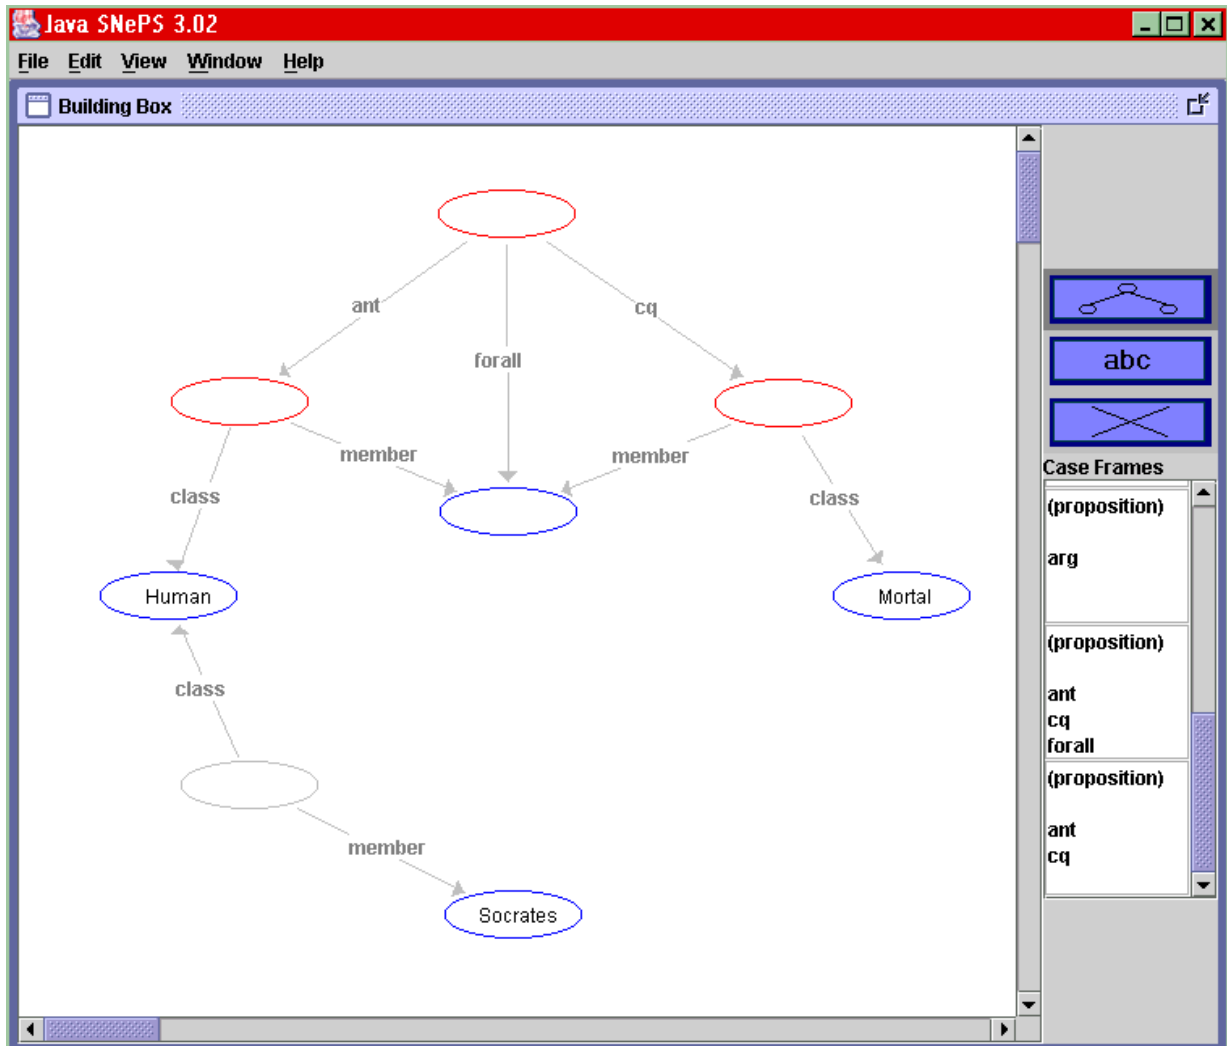 Java SNePS 3.02
File Edit View Window Help
Building Box
ant
cq
forall
member
member
class
class
Human
Mortal
class
member
Socrates
abc
Case Frames
(proposition)
arg
(proposition)
ant
cq
forall
(proposition)
ant
cq